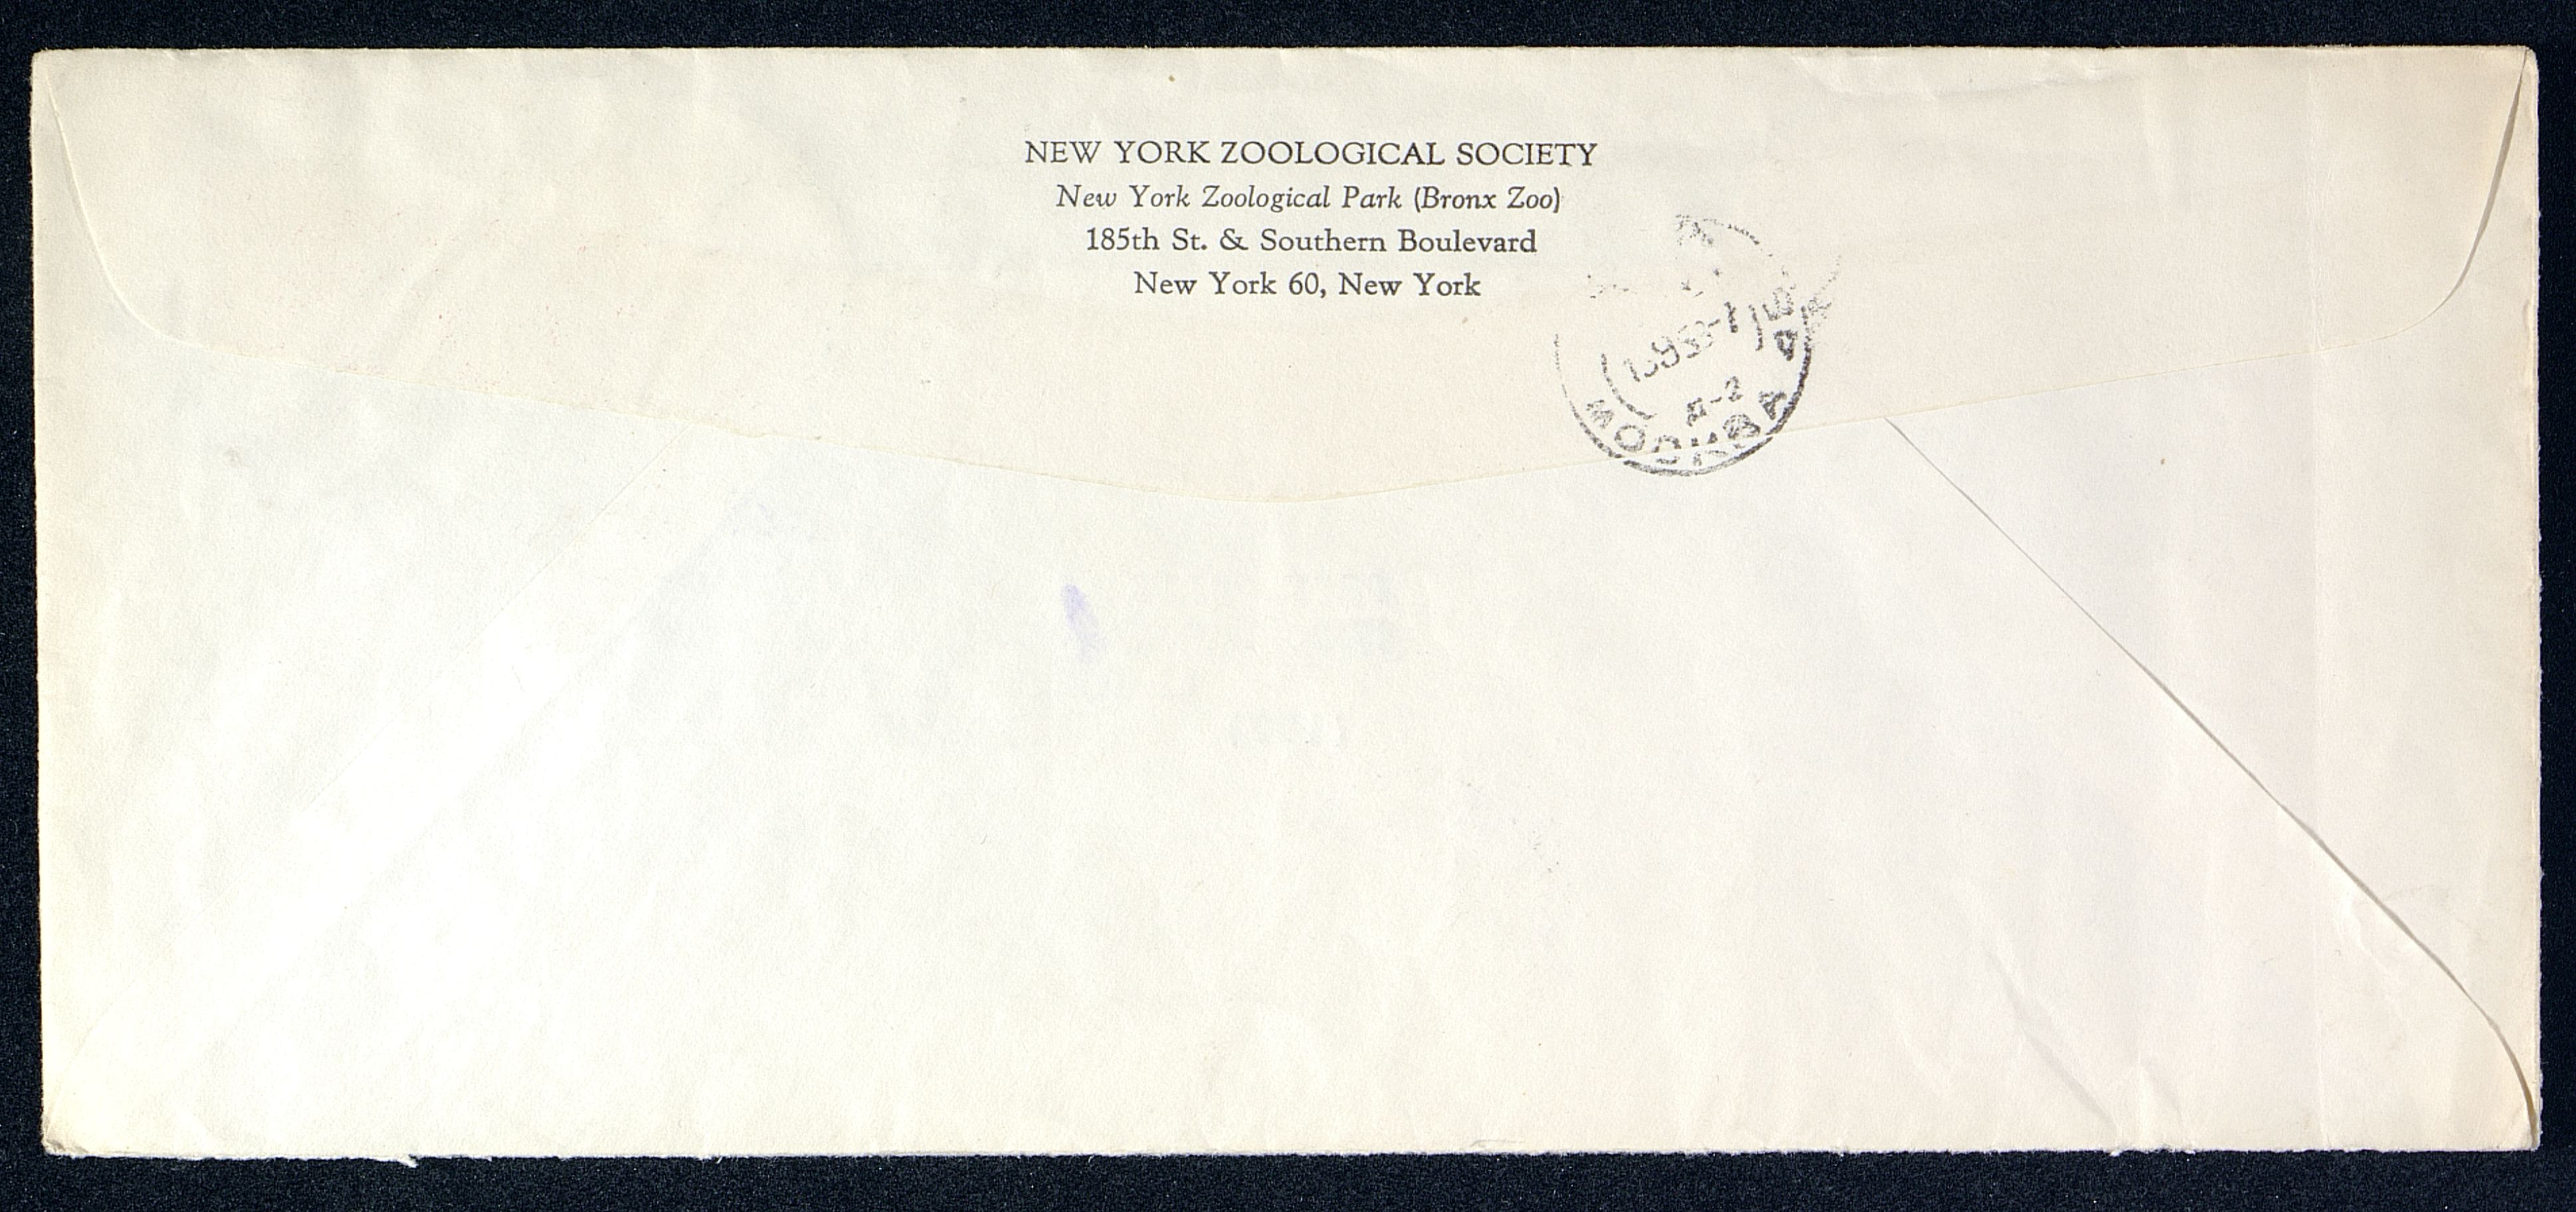 NEW YORK ZOOLOGICAL SOCIETY
New York Zoological Park (Bronx Zoo)
185th St. & Southern Boulevard
New York 60, New York
МОСКВА